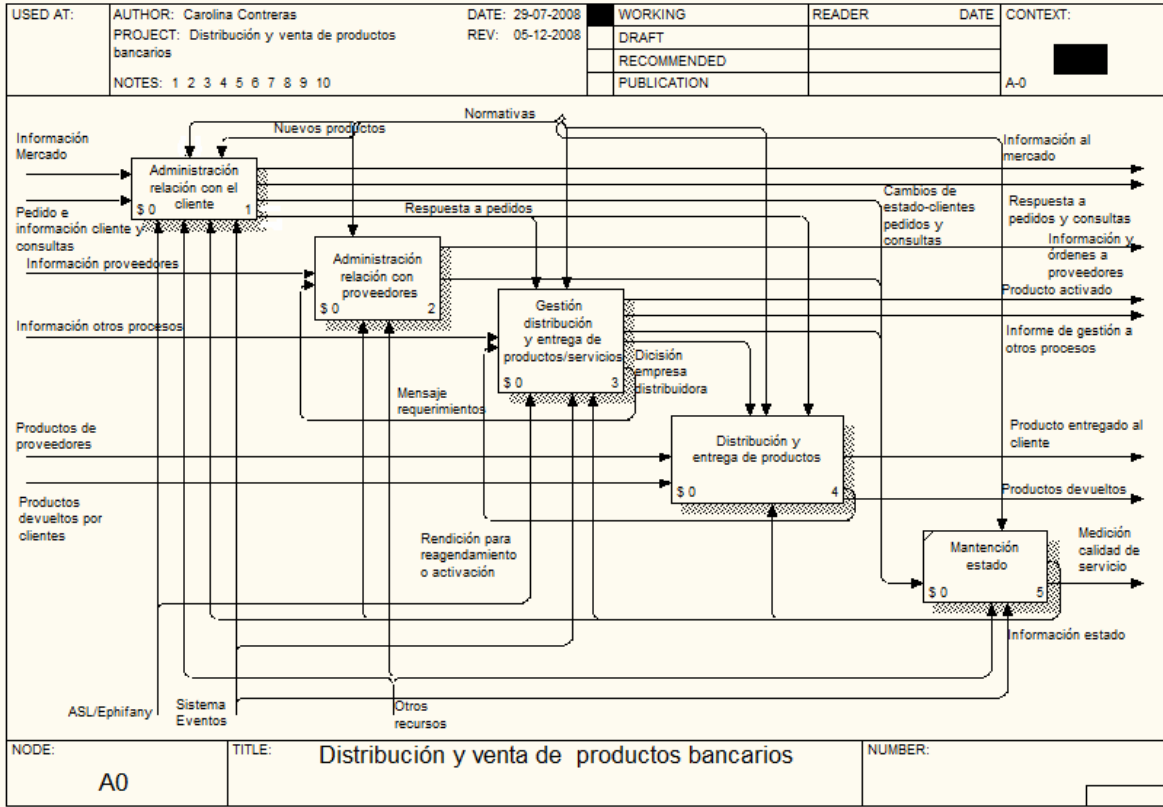 USED AT:
AUTHOR: Carolina Contreras
DATE: 29-07-2008
PROJECT: Distribución y venta de productos
bancarios
REV: 05-12-2008
NOTES: 1 2 3 4 5 6 7 8 9 10
WORKING
DRAFT
RECOMMENDED
PUBLICATION
READER
DATE
CONTEXT:
A-0
Normativas
Nuevos productos
Información
Mercado
Administración
relación con el
cliente
$ 0
1
Información al
mercado
Cambios de
estado-clientes
pedidos y
consultas
Respuesta a
pedidos y consultas
Pedido e
información cliente y
consultas
Respuesta a pedidos
Información y
órdenes a
proveedores
Información proveedores
Administración
relación con
proveedores
$ 0
2
Producto activado
Información otros procesos
Gestión
distribución
y entrega de
productos/servicios
$ 0
3
Informe de gestión a
otros procesos
Dicisión
empresa
distribuidora
Mensaje
requerimientos
Productos de
proveedores
Distribución y
entrega de productos
$ 0
4
Producto entregado al
cliente
Productos devueltos
Productos
devueltos por
clientes
Rendición para
reagendamiento
o activación
Mantención
estado
$ 0
5
Medición
calidad de
servicio
Información estado
ASL/Ephifany
Sistema
Eventos
Otros
recursos
NODE:
A0
TITLE:
Distribución y venta de productos bancarios
NUMBER: